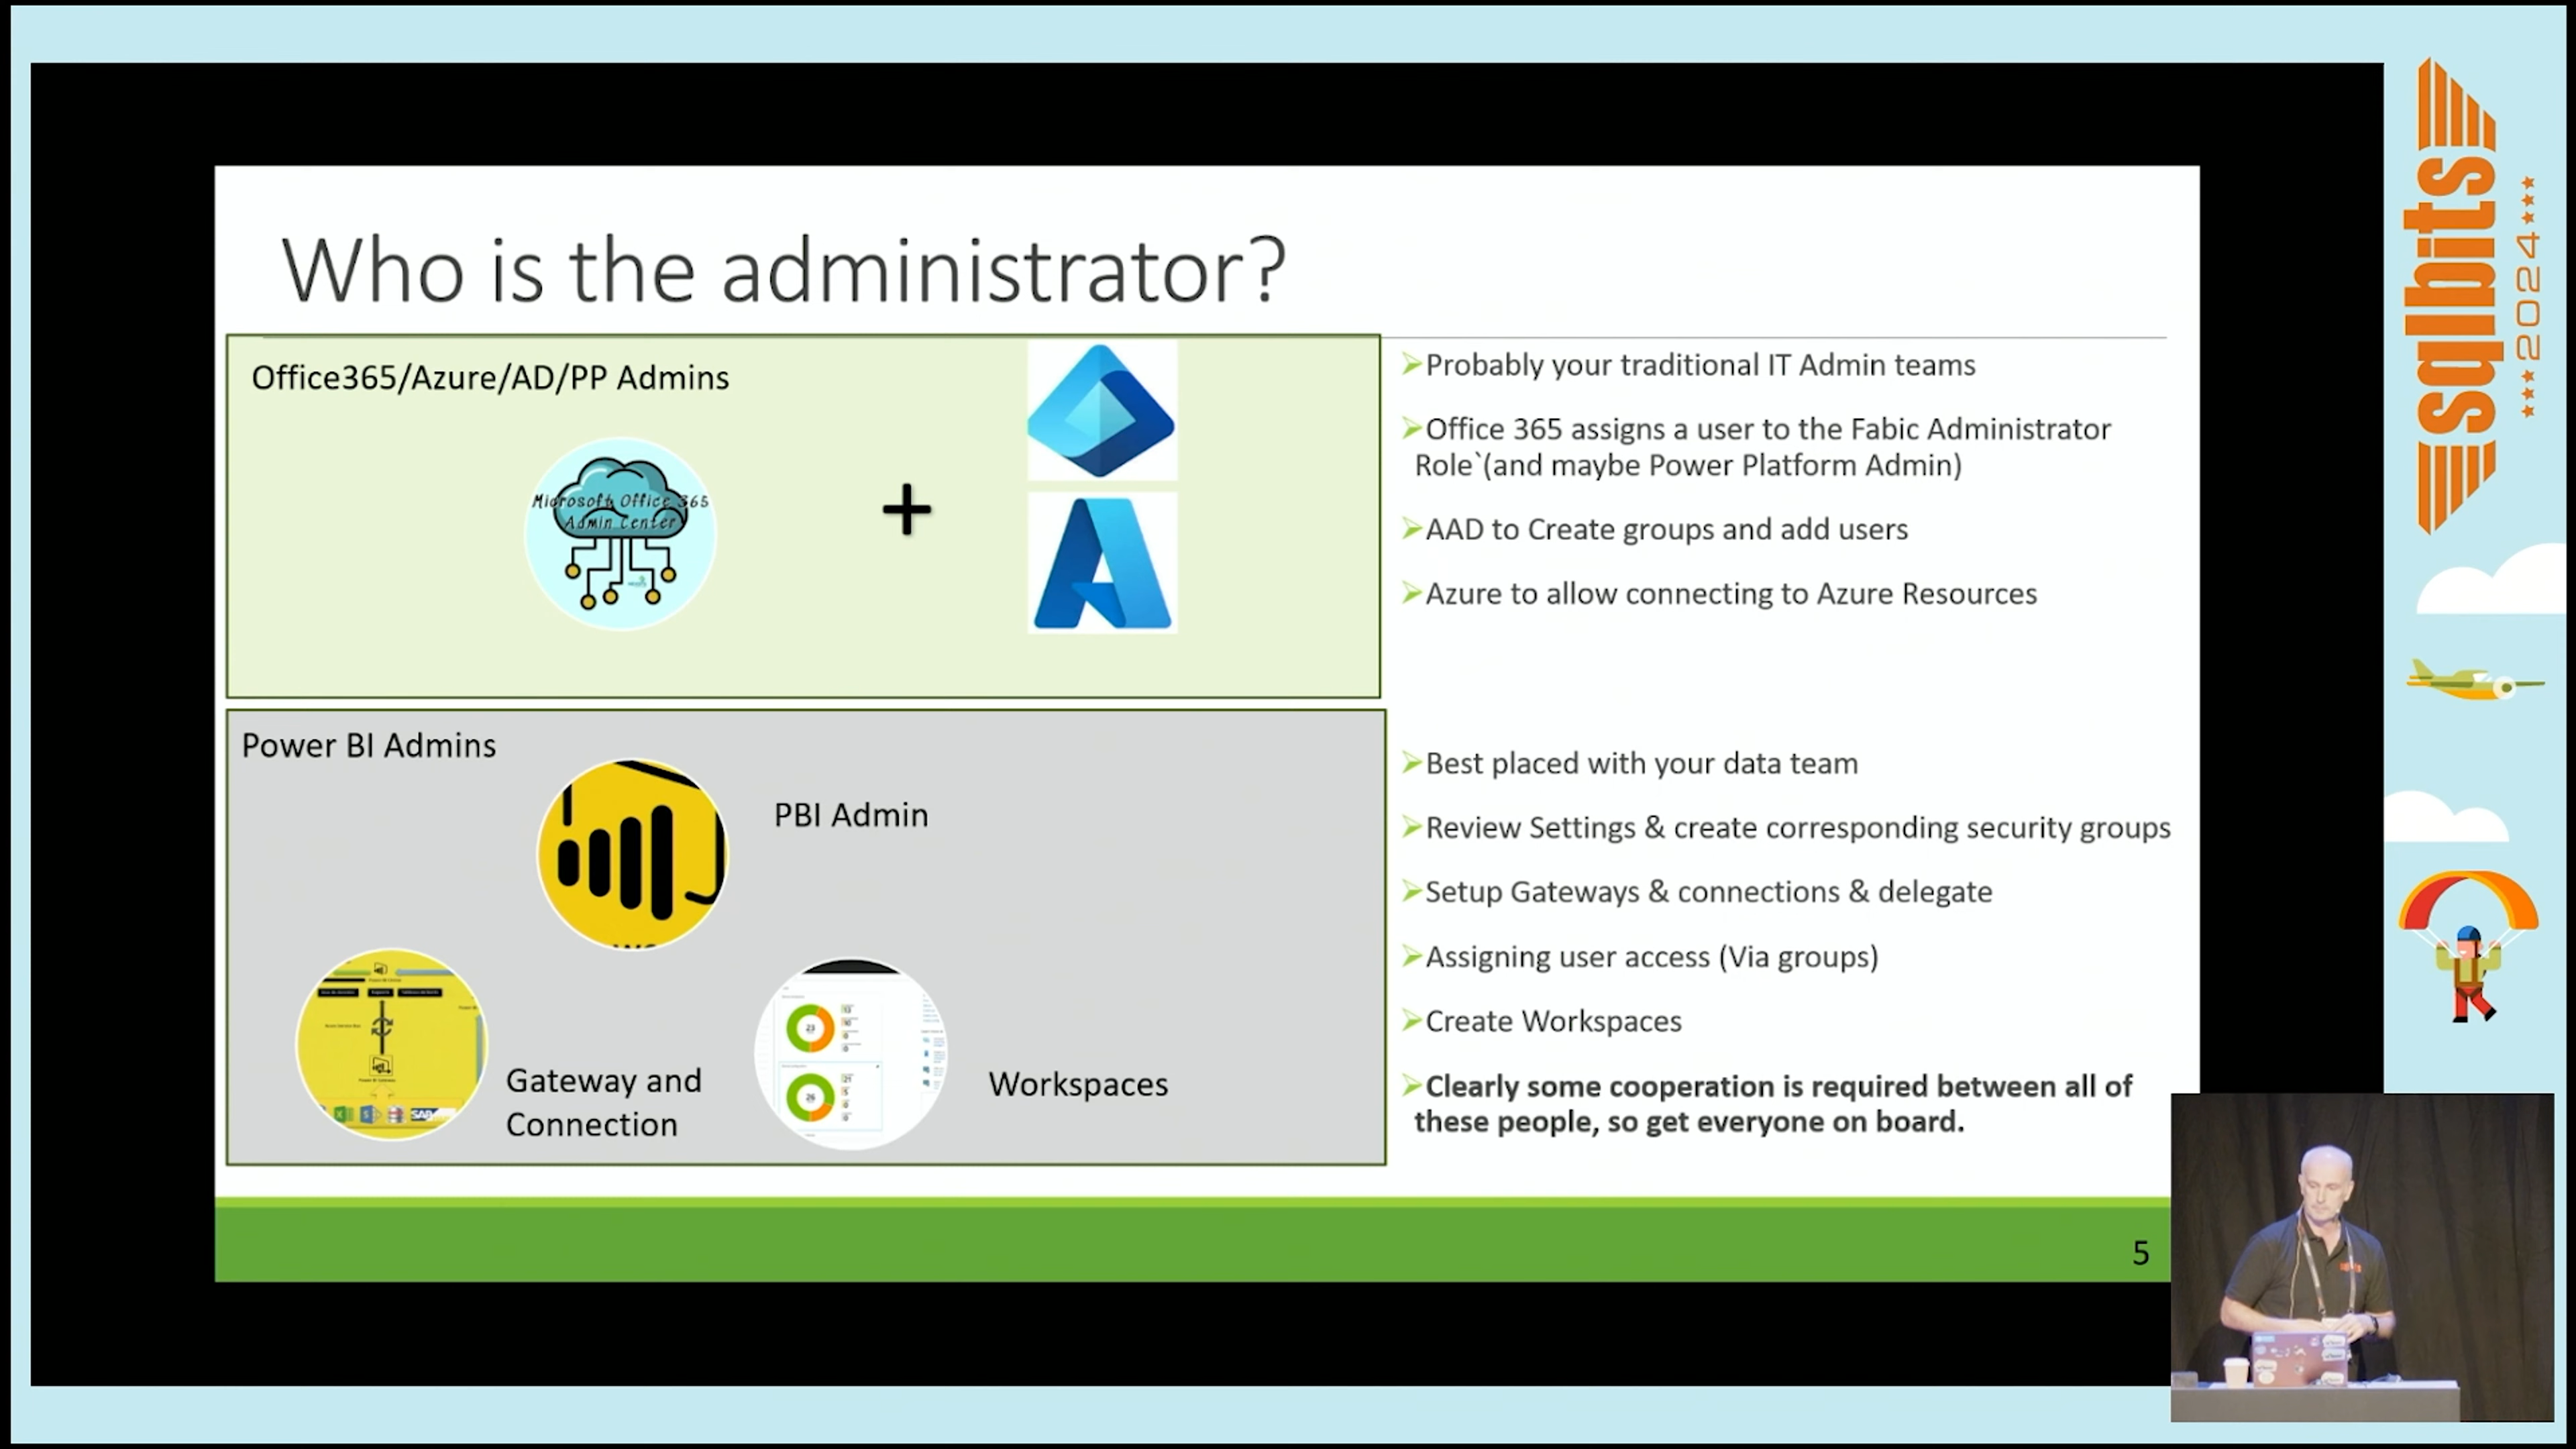 Who is the administrator?
Office365/Azure/AD/PP Admins
Microsoft Office 365
Admin Center
+
Probably your traditional IT Admin teams
Office 365 assigns a user to the Fabic Administrator
Role`(and maybe Power Platform Admin)
AAD to Create groups and add users
Azure to allow connecting to Azure Resources
Power BI Admins
PBI Admin
Gateway and
Connection
SAP
23
26
Workspaces
Best placed with your data team
Review Settings & create corresponding security groups
Setup Gateways & connections & delegate
Assigning user access (Via groups)
Create Workspaces
Clearly some cooperation is required between all of
these people, so get everyone on board.
5
sqlbits
2024